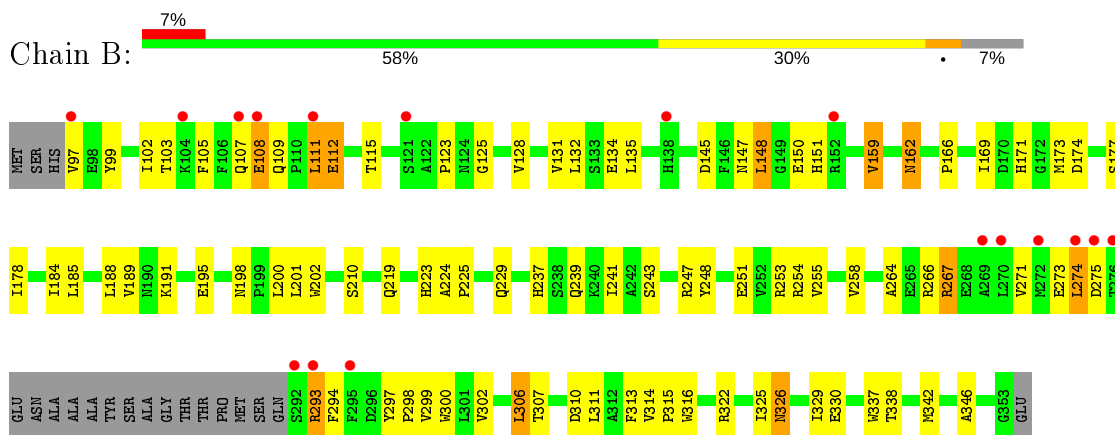 7%
Chain B:
58% 30% • 7%
MET SER HIS V97 E98 Y99 I102 T103 K104 F105 F106 Q107 E108 Q109 P110 L111 E112 T115 S121 A122 P123 N124 G125 V128 V131 L132 S133 E134 L135 H138 D145 F146 N147 L148 G149 E150 H151 R152 V159 N162 P166 I169 D170 H171 G172 M173 D174 S177
I178 I184 L185 L188 V189 N190 K191 E195 N198 P199 L200 L201 W202 S210 Q219 H223 A224 P225 Q229 H237 S238 Q239 K240 I241 A242 S243 R247 Y248 E251 V252 R253 R254 V255 V258 A264 E265 R266 R267 E268 A269 L270 V271 M272 E273 L274 D275 T276
GLU ASN ALA ALA ALA TYR SER ALA GLY THR THR PRO MET SER GLN S292 R293 F294 F295 D296 Y297 P298 V299 W300 L301 V302 L306 T307 D310 L311 A312 F313 V314 P315 W316 R322 I325 N326 I329 E330 W337 T338 M342 A346 G353 GLU